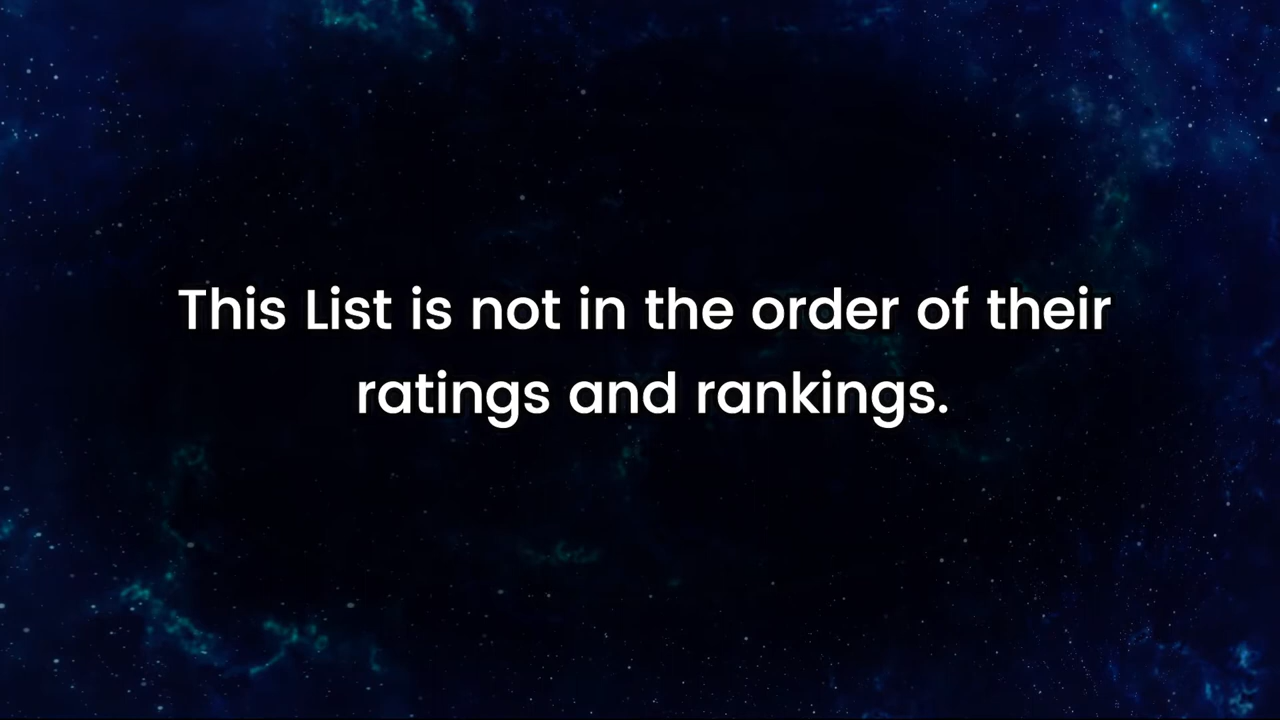 This List is not in the order of their
ratings and rankings.